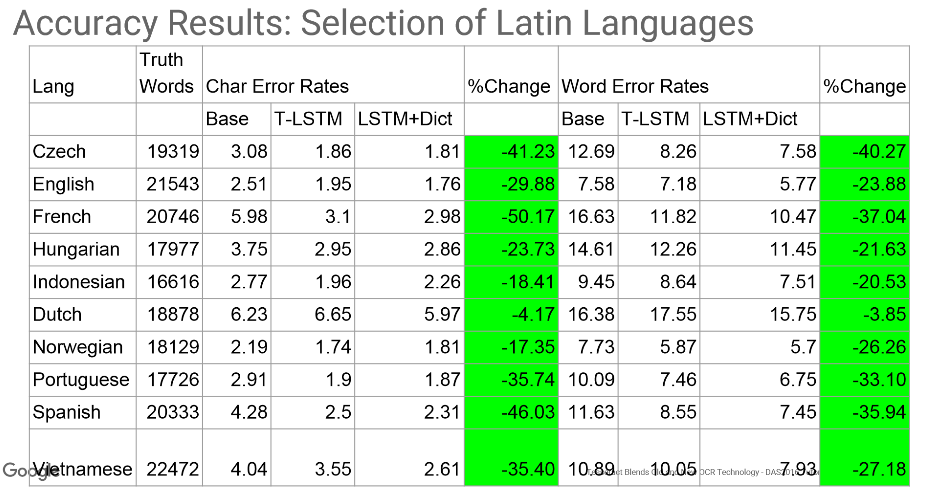 Accuracy Results: Selection of Latin Languages
Lang Truth Words Char Error Rates %Change Word Error Rates %Change
Base T-LSTM LSTM+Dict Base T-LSTM LSTM+Dict
Czech 19319 3.08 1.86 1.81 -41.23 12.69 8.26 7.58 -40.27
English 21543 2.51 1.95 1.76 -29.88 7.58 7.18 5.77 -23.88
French 20746 5.98 3.1 2.98 -50.17 16.63 11.82 10.47 -37.04
Hungarian 17977 3.75 2.95 2.86 -23.73 14.61 12.26 11.45 -21.63
Indonesian 16616 2.77 1.96 2.26 -18.41 9.45 8.64 7.51 -20.53
Dutch 18878 6.23 6.65 5.97 -4.17 16.38 17.55 15.75 -3.85
Norwegian 18129 2.19 1.74 1.81 -17.35 7.73 5.87 5.7 -26.26
Portuguese 17726 2.91 1.9 1.87 -35.74 10.09 7.46 6.75 -33.10
Spanish 20333 4.28 2.5 2.31 -46.03 11.63 8.55 7.45 -35.94
Vietnamese 22472 4.04 3.55 2.61 -35.40 10.89 10.05 7.93 -27.18
Google Blends OCR Technology -